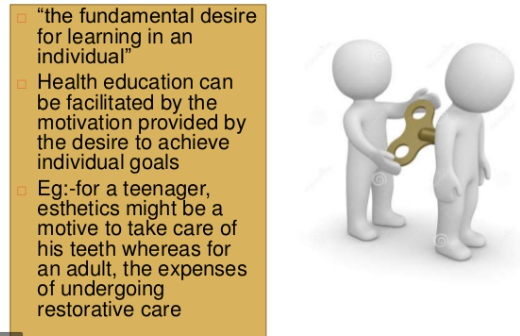 “the fundamental desire
for learning in an
individual”
Health education can
be facilitated by the
motivation provided by
the desire to achieve
individual goals
Eg:-for a teenager,
esthetics might be a
motive to take care of
his teeth whereas for
an adult, the expenses
of undergoing
restorative care